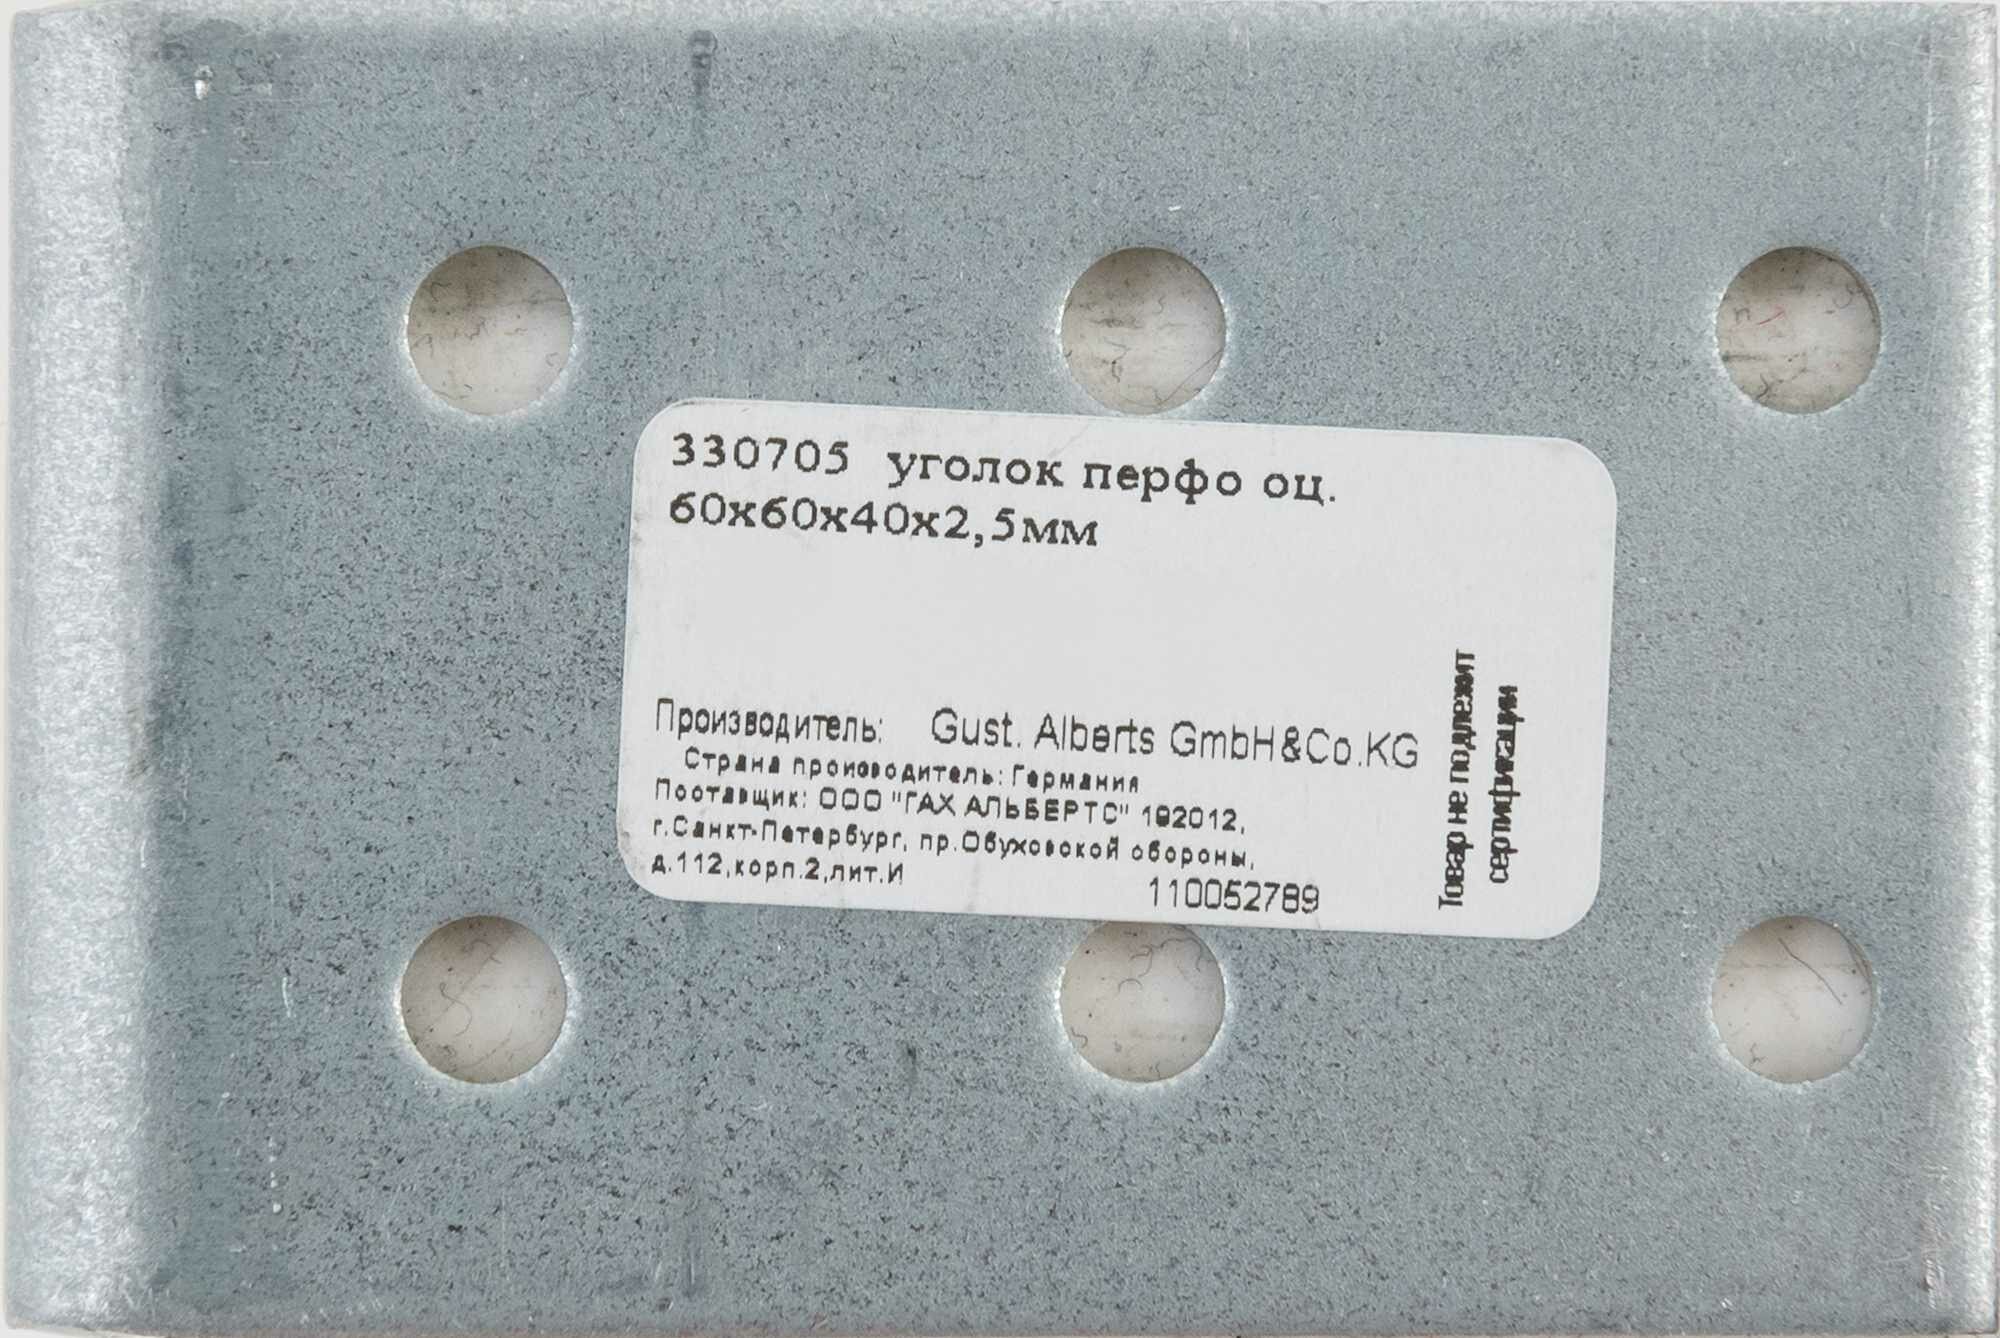 330705 уголок перфо оц.
60х60х40х2,5мм
Производитель: Gust. Alberts GmbH&Co.KG
Страна производитель: Германия
Поставщик: ООО "ГАХ АЛЬБЕРТС" 192012,
г.Санкт-Петербург, пр.Обуховской обороны,
д.112,корп.2,лит.И
110052789
Товар не подлежит
сертификации